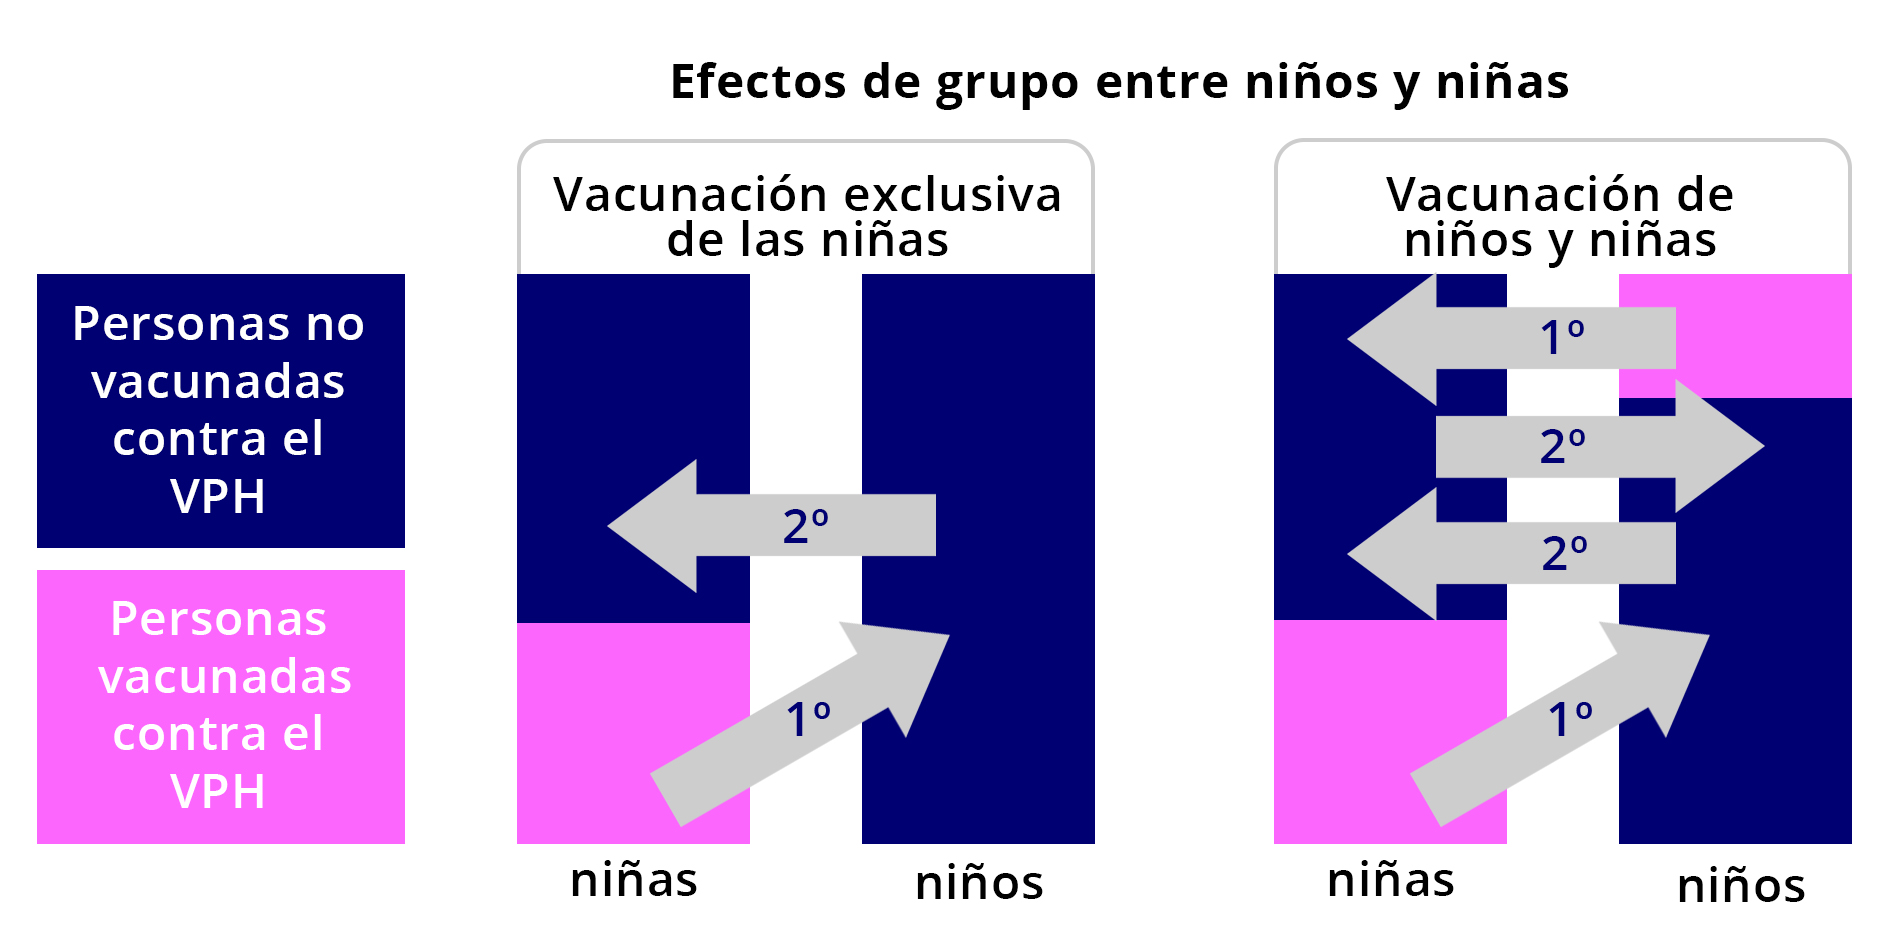 Efectos de grupo entre niños y niñas
Vacunación exclusiva
de las niñas
Vacunación de
niños y niñas
Personas no
vacunadas
contra el
VPH
Personas
vacunadas
contra el
VPH
2º
1º
niñas
niños
1º
2º
2º
1º
niñas
niños